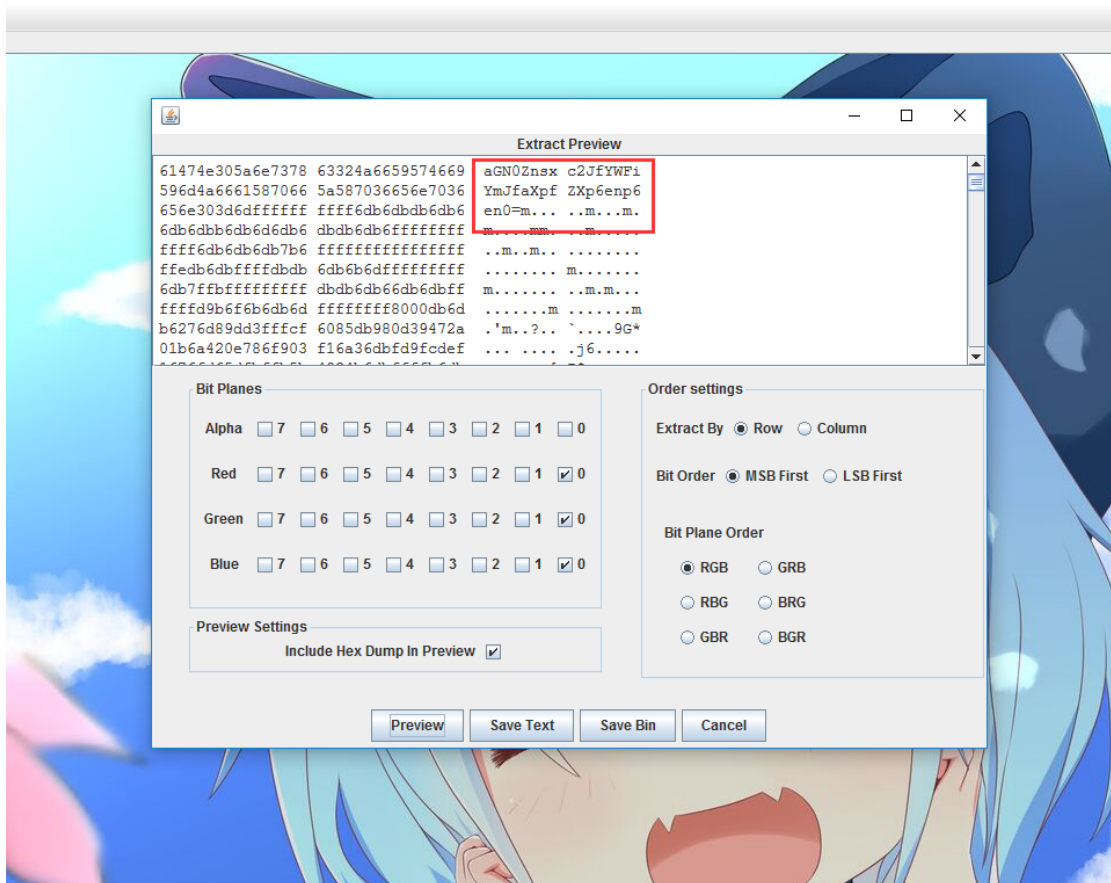 Extract Preview
61474e305a6e7378 63324a6659574669 aGN0Znsx c2JfYWFi
596d4a6661587066 5a587036656e7036 YmJfaXpf ZXp6enp6
656e303d6dffffff ffff6db6dbdb6db6 en0=m... ..m...m.
6db6dbb6db6d6db6 dbdb6db6ffffffff m....mm. ..m.....
ffff6db6db6db7b6 ffffffffffffffff ..m.m.. ........
ffedb6dbffffdbdb 6db6b6dfffffffff ........ m.......
6db7ffbfffffffff dbdb6db66db6dbff m....... ..m.m...
ffffd9b6f6b6db6d ffffffff8000db6d .......m .......m
b6276d89dd3fffcf 6085db980d39472a .'m..?.. `....9G*
01b6a420e786f903 f16a36dbfd9fcdef ... .... .j6.....
Bit Planes
Alpha 7 6 5 4 3 2 1 0
Red 7 6 5 4 3 2 1 0
Green 7 6 5 4 3 2 1 0
Blue 7 6 5 4 3 2 1 0
Preview Settings
Include Hex Dump In Preview
Order settings
Extract By Row Column
Bit Order MSB First LSB First
Bit Plane Order
RGB GRB
RBG BRG
GBR BGR
Preview Save Text Save Bin Cancel